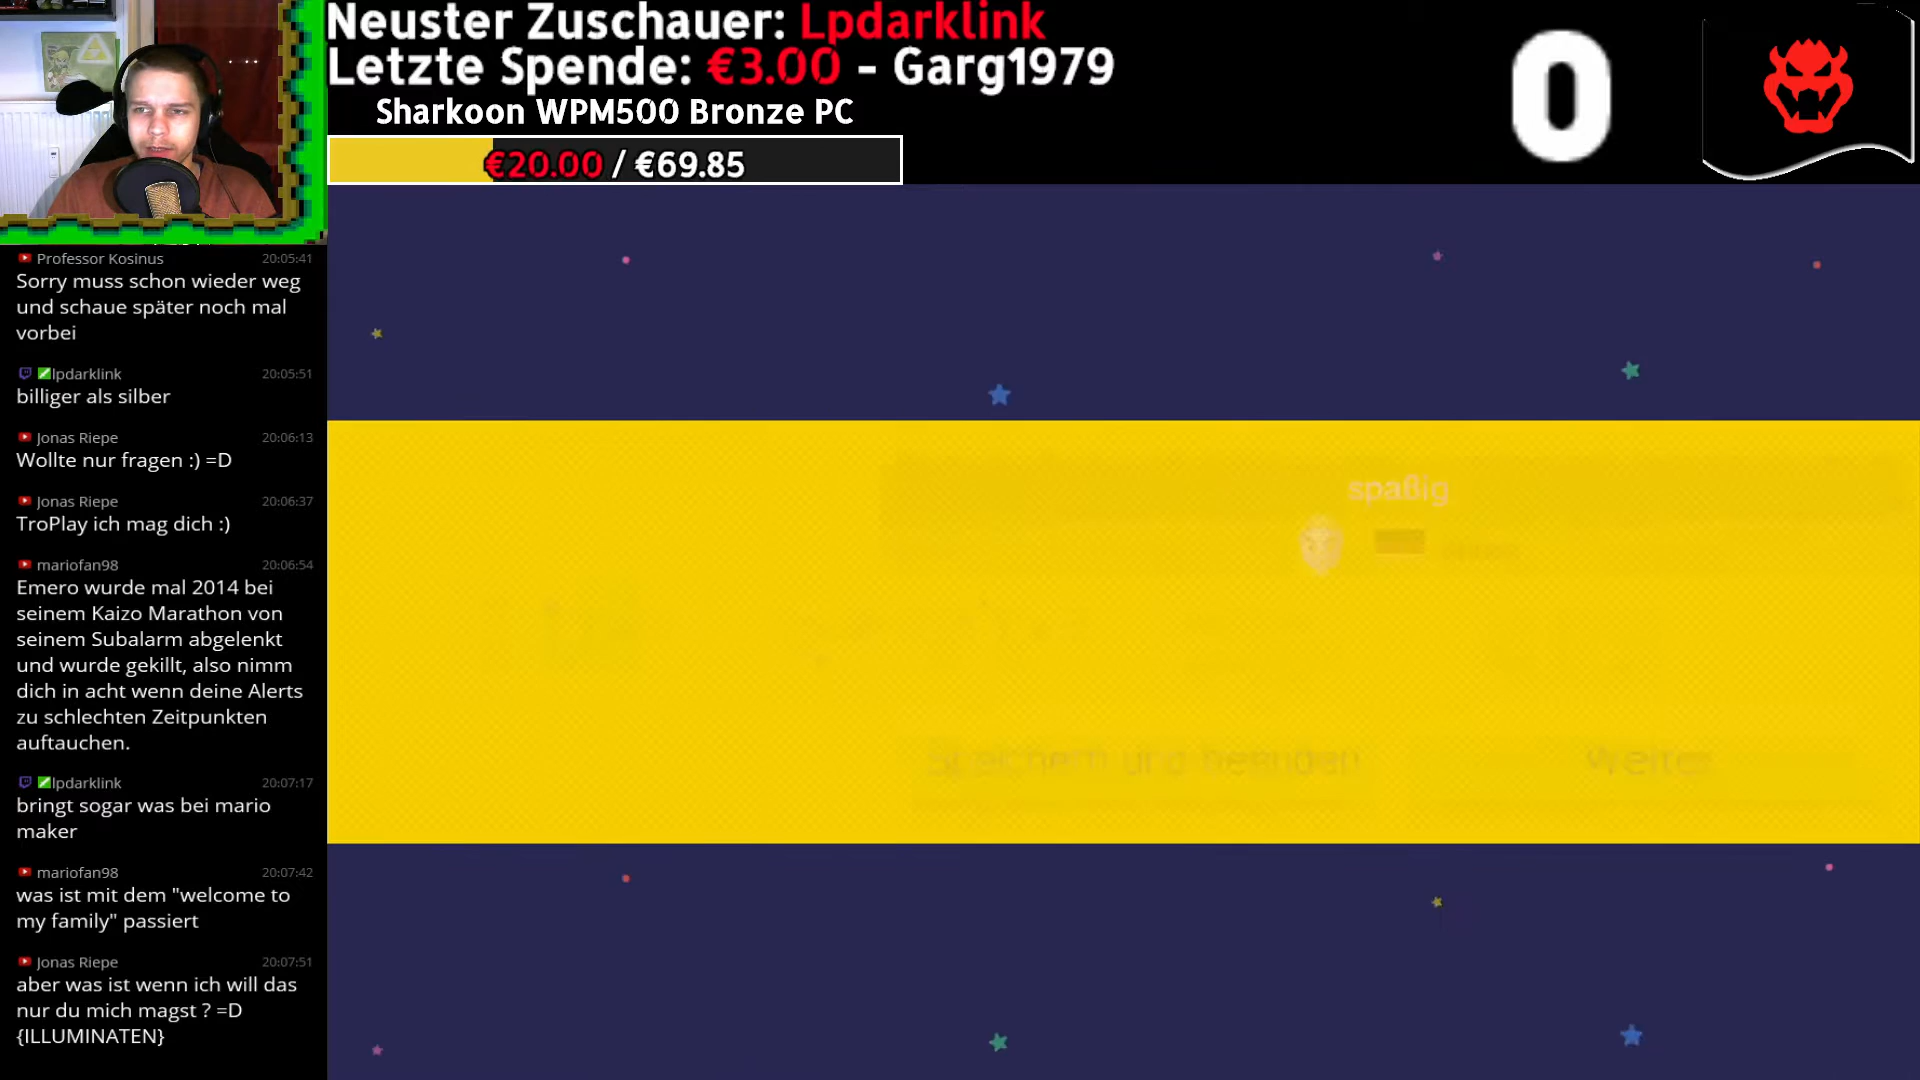 Neuster Zuschauer: Lpdarklink
Letzte Spende: €3.00 - Garg1979
Sharkoon WPM500 Bronze PC
€20.00 / €69.85
0
Professor Kosinus 20:05:41
Sorry muss schon wieder weg
und schaue später noch mal
vorbei
lpdarklink 20:05:51
billiger als silber
Jonas Riepe 20:06:13
Wollte nur fragen :) =D
Jonas Riepe 20:06:37
TroPlay ich mag dich :)
mariofan98 20:06:54
Emero wurde mal 2014 bei
seinem Kaizo Marathon von
seinem Subalarm abgelenkt
und wurde gekillt, also nimm
dich in acht wenn deine Alerts
zu schlechten Zeitpunkten
auftauchen.
lpdarklink 20:07:17
bringt sogar was bei mario
maker
mariofan98 20:07:42
was ist mit dem "welcome to
my family" passiert
Jonas Riepe 20:07:51
aber was ist wenn ich will das
nur du mich magst ? =D
{ILLUMINATEN}
spaßig
Speichern und beenden
Weiter